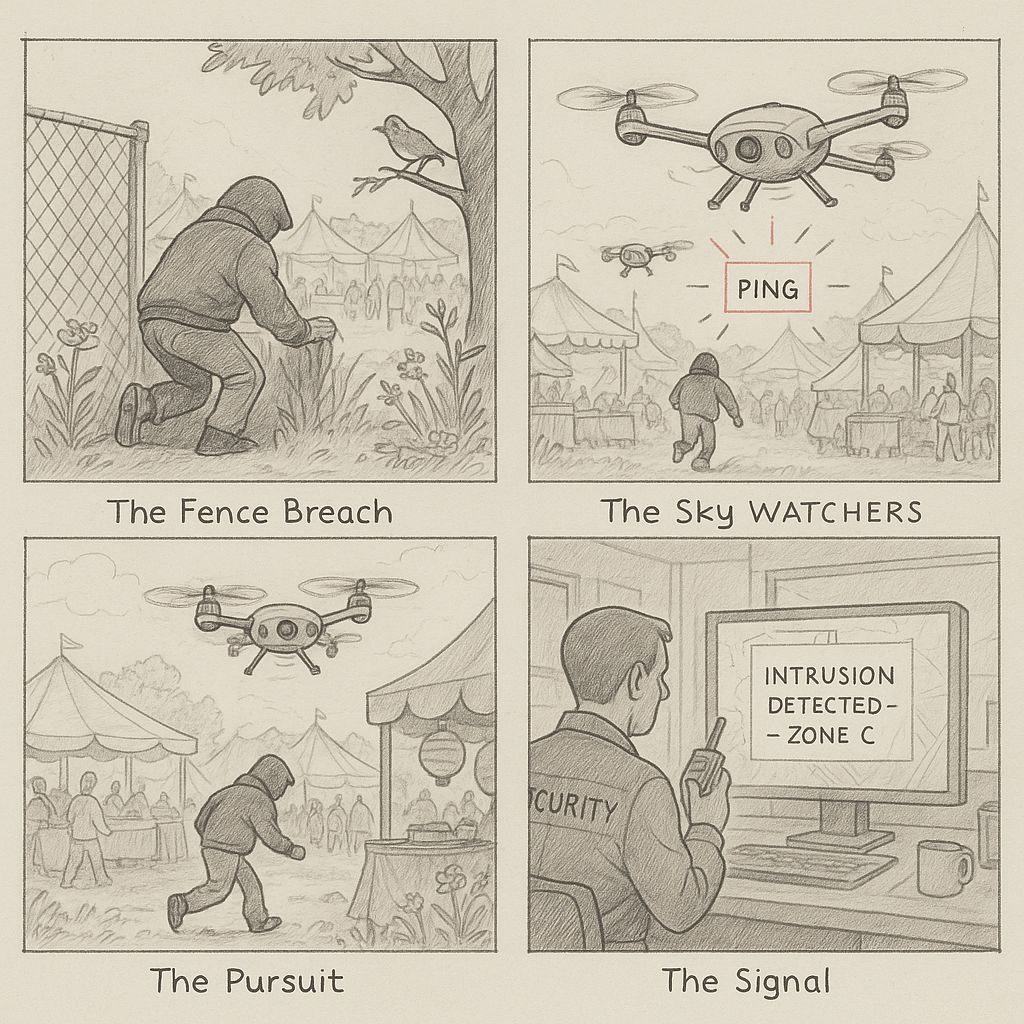 PING
The Fence Breach
The Sky WATCHERS
INTRUSION
DETECTED-
- ZONE C
CURITY
The Pursuit
The Signal